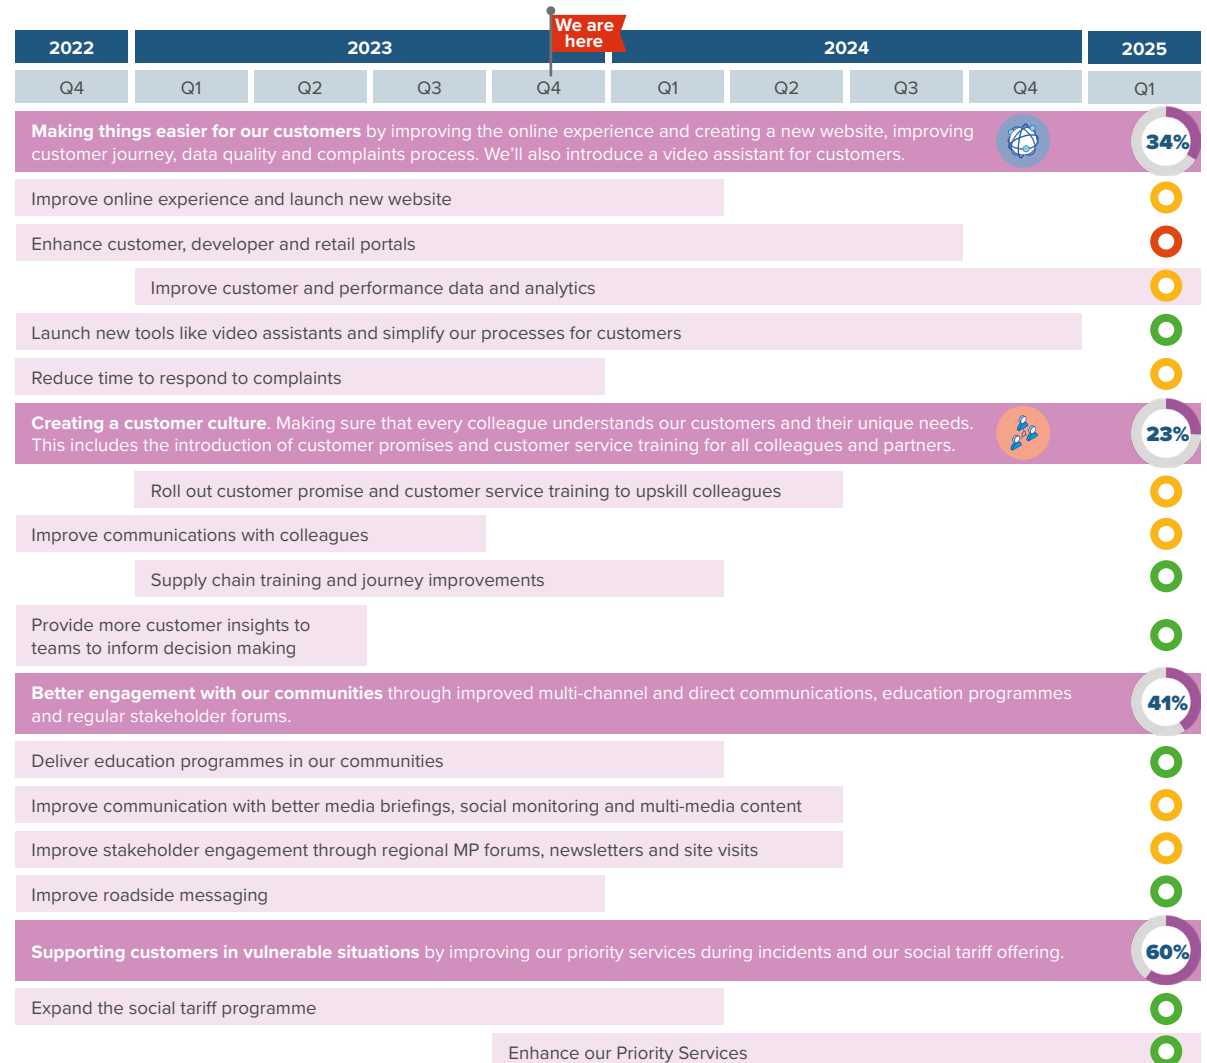 We are
here
2022 2023 2024 2025
Q4 Q1 Q2 Q3 Q4 Q1 Q2 Q3 Q4 Q1
Making things easier for our customers by improving the online experience and creating a new website, improving
customer journey, data quality and complaints process. We’ll also introduce a video assistant for customers.
34%
Improve online experience and launch new website
Enhance customer, developer and retail portals
Improve customer and performance data and analytics
Launch new tools like video assistants and simplify our processes for customers
Reduce time to respond to complaints
Creating a customer culture. Making sure that every colleague understands our customers and their unique needs.
This includes the introduction of customer promises and customer service training for all colleagues and partners.
23%
Roll out customer promise and customer service training to upskill colleagues
Improve communications with colleagues
Supply chain training and journey improvements
Provide more customer insights to
teams to inform decision making
Better engagement with our communities through improved multi-channel and direct communications, education programmes
and regular stakeholder forums.
41%
Deliver education programmes in our communities
Improve communication with better media briefings, social monitoring and multi-media content
Improve stakeholder engagement through regional MP forums, newsletters and site visits
Improve roadside messaging
Supporting customers in vulnerable situations by improving our priority services during incidents and our social tariff offering.
60%
Expand the social tariff programme
Enhance our Priority Services